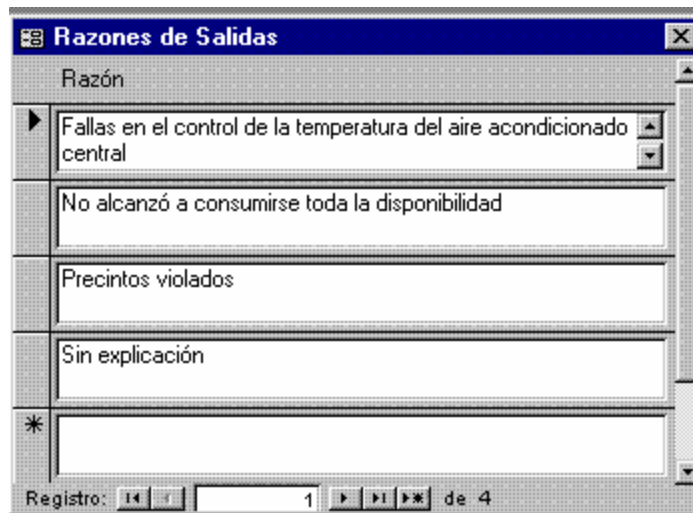 Razones de Salidas
Razón
Fallas en el control de la temperatura del aire acondicionado
central
No alcanzó a consumirse toda la disponibilidad
Precintos violados
Sin explicación
Registro: 1 de 4